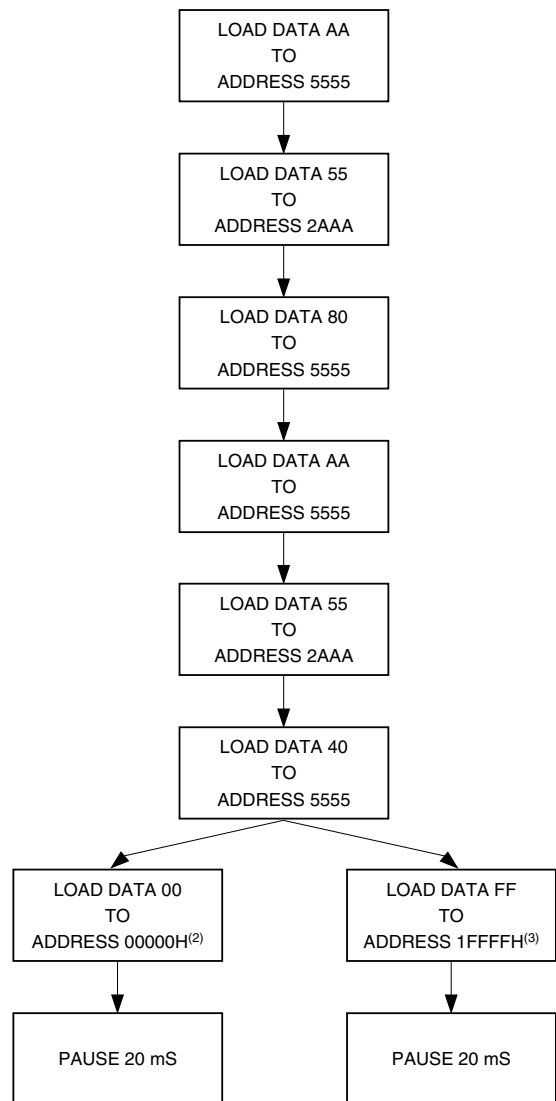 LOAD DATA AA
TO
ADDRESS 5555
LOAD DATA 55
TO
ADDRESS 2AAA
LOAD DATA 80
TO
ADDRESS 5555
LOAD DATA AA
TO
ADDRESS 5555
LOAD DATA 55
TO
ADDRESS 2AAA
LOAD DATA 40
TO
ADDRESS 5555
LOAD DATA 00
TO
ADDRESS 00000H(2)
LOAD DATA FF
TO
ADDRESS 1FFFFH(3)
PAUSE 20 mS
PAUSE 20 mS